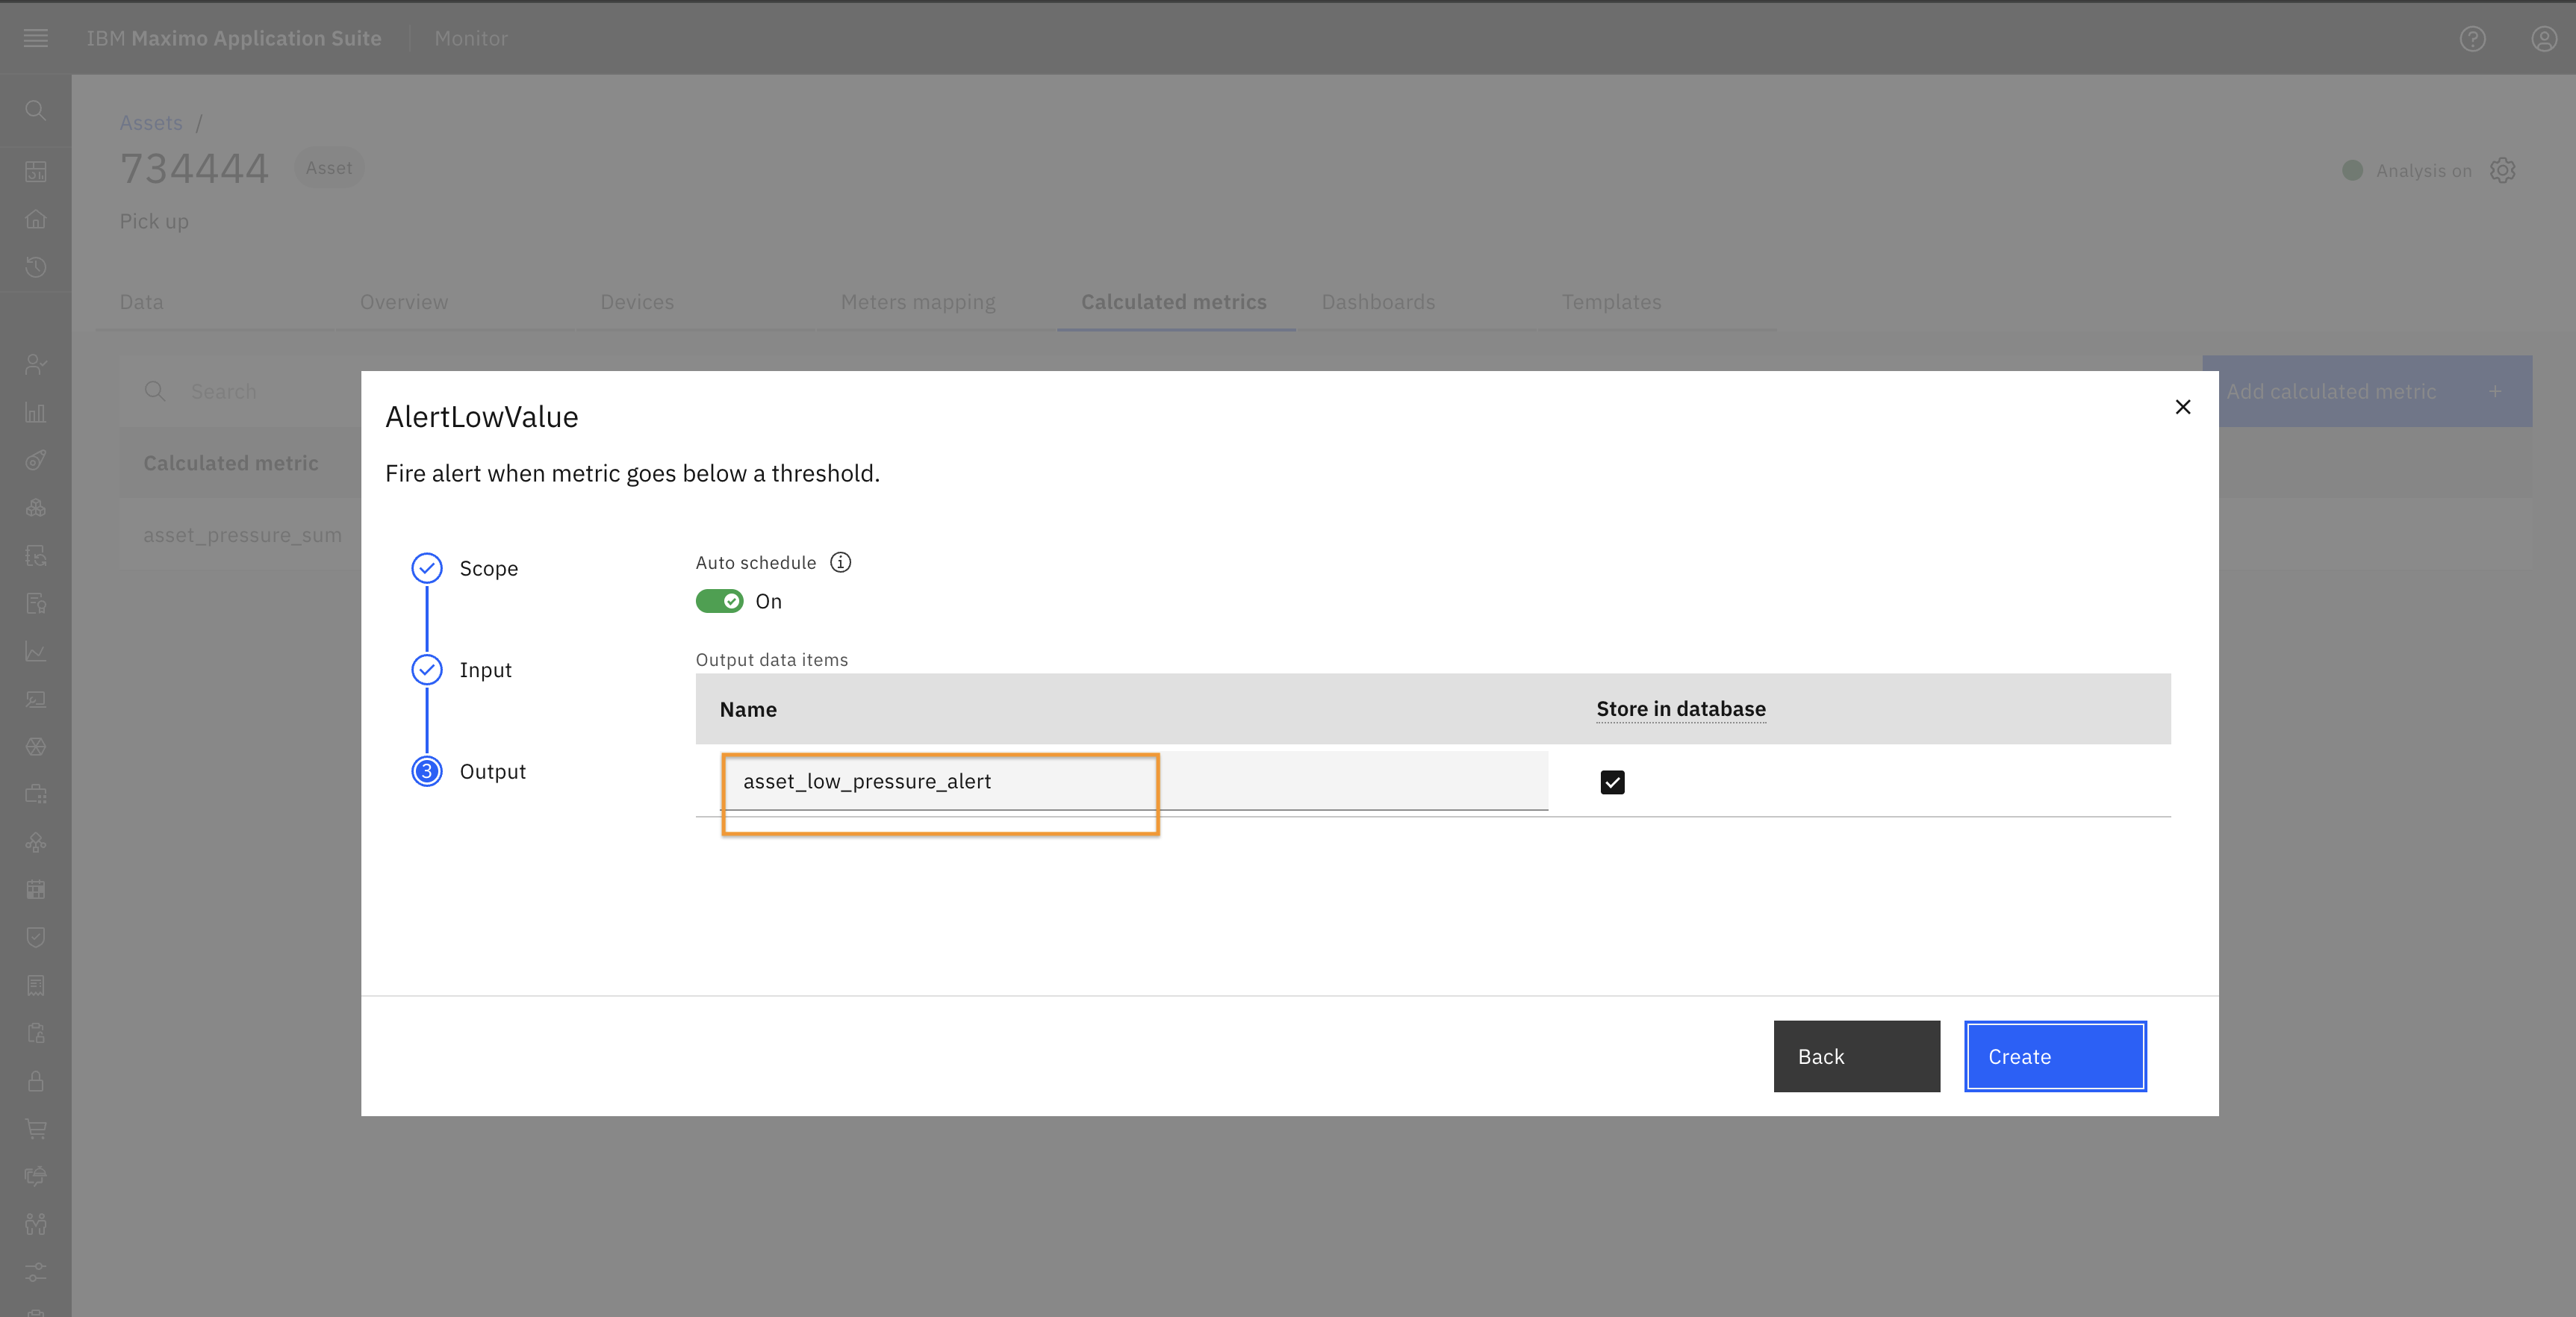 IBM Maximo Application Suite Monitor
Assets /
734444 Asset
Analysis on
Pick up
Data Overview Devices Meters mapping Calculated metrics Dashboards Templates
Search
Add calculated metric +
Calculated metric
asset_pressure_sum
AlertLowValue
Fire alert when metric goes below a threshold.
Scope
Input
3 Output
Auto schedule
On
Output data items
Name Store in database
asset_low_pressure_alert
Back Create